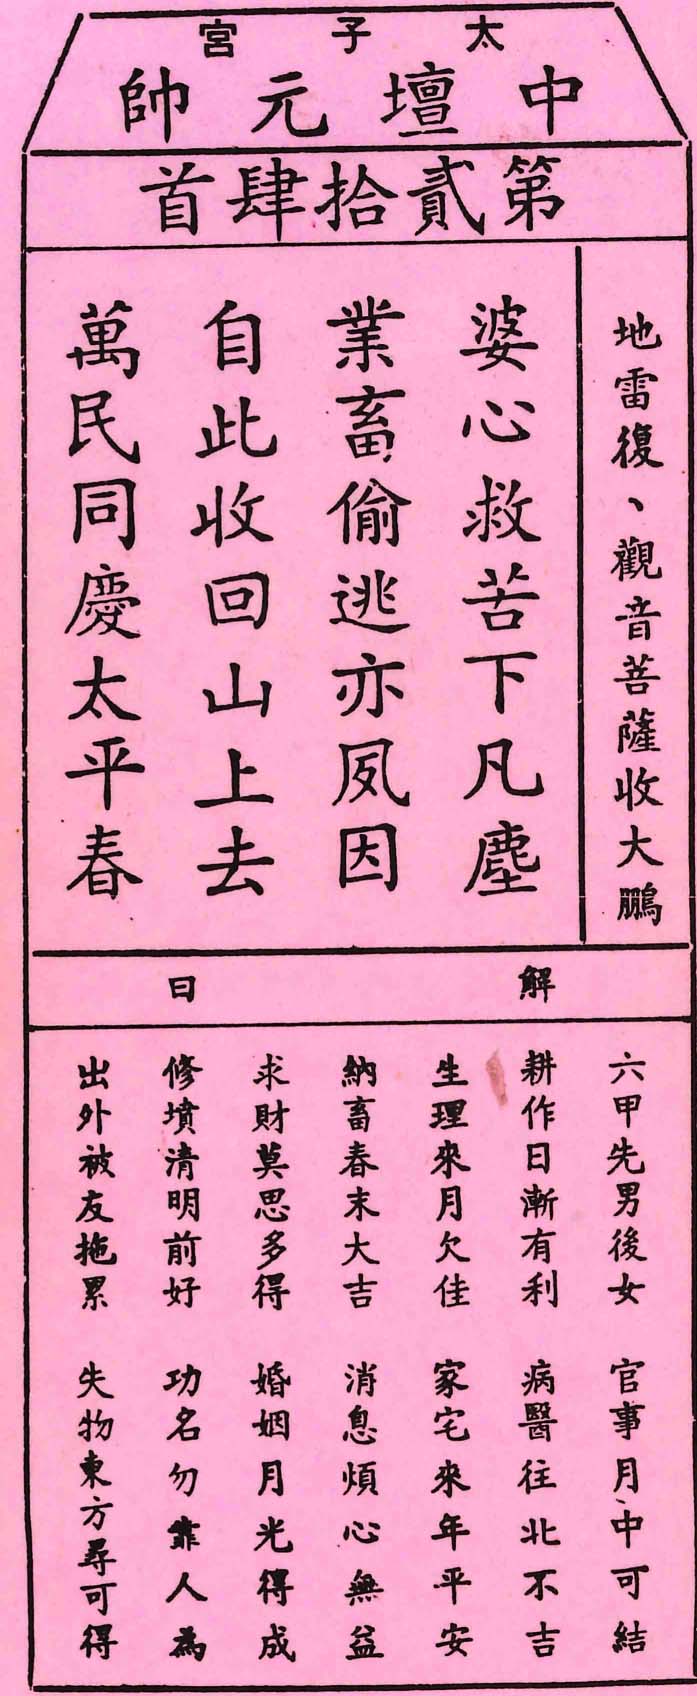 太子宮
中壇元帥
第貳拾肆首
地雷復、觀音菩薩收大鵬
婆心救苦下凡塵
業畜偷逃亦夙因
自此收回山上去
萬民同慶太平春
解曰
六甲先男後女 官事月中可結
耕作日漸有利 病醫往北不吉
生理來月欠佳 家宅來年平安
納畜春末大吉 消息煩心無益
求財莫思多得 婚姻月光得成
修墳清明前好 功名勿靠人為
出外被友拖累 失物東方尋可得